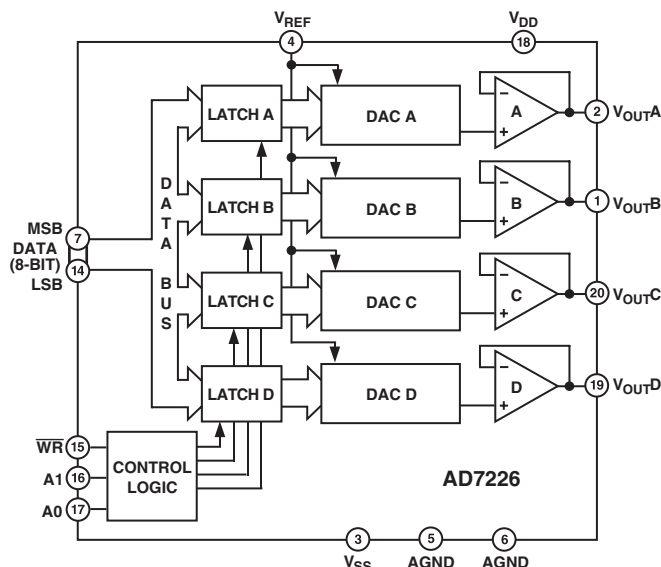 VREF
4
VDD
18
LATCH A
DAC A
−
A
+
2
VOUTA
LATCH B
DAC B
−
B
+
1
VOUTB
DATA BUS
MSB
7
DATA
(8-BIT)
14
LSB
LATCH C
DAC C
−
C
+
20
VOUTC
LATCH D
DAC D
−
D
+
19
VOUTD
WR
15
A1
16
A0
17
CONTROL
LOGIC
AD7226
3
VSS
5
AGND
6
AGND